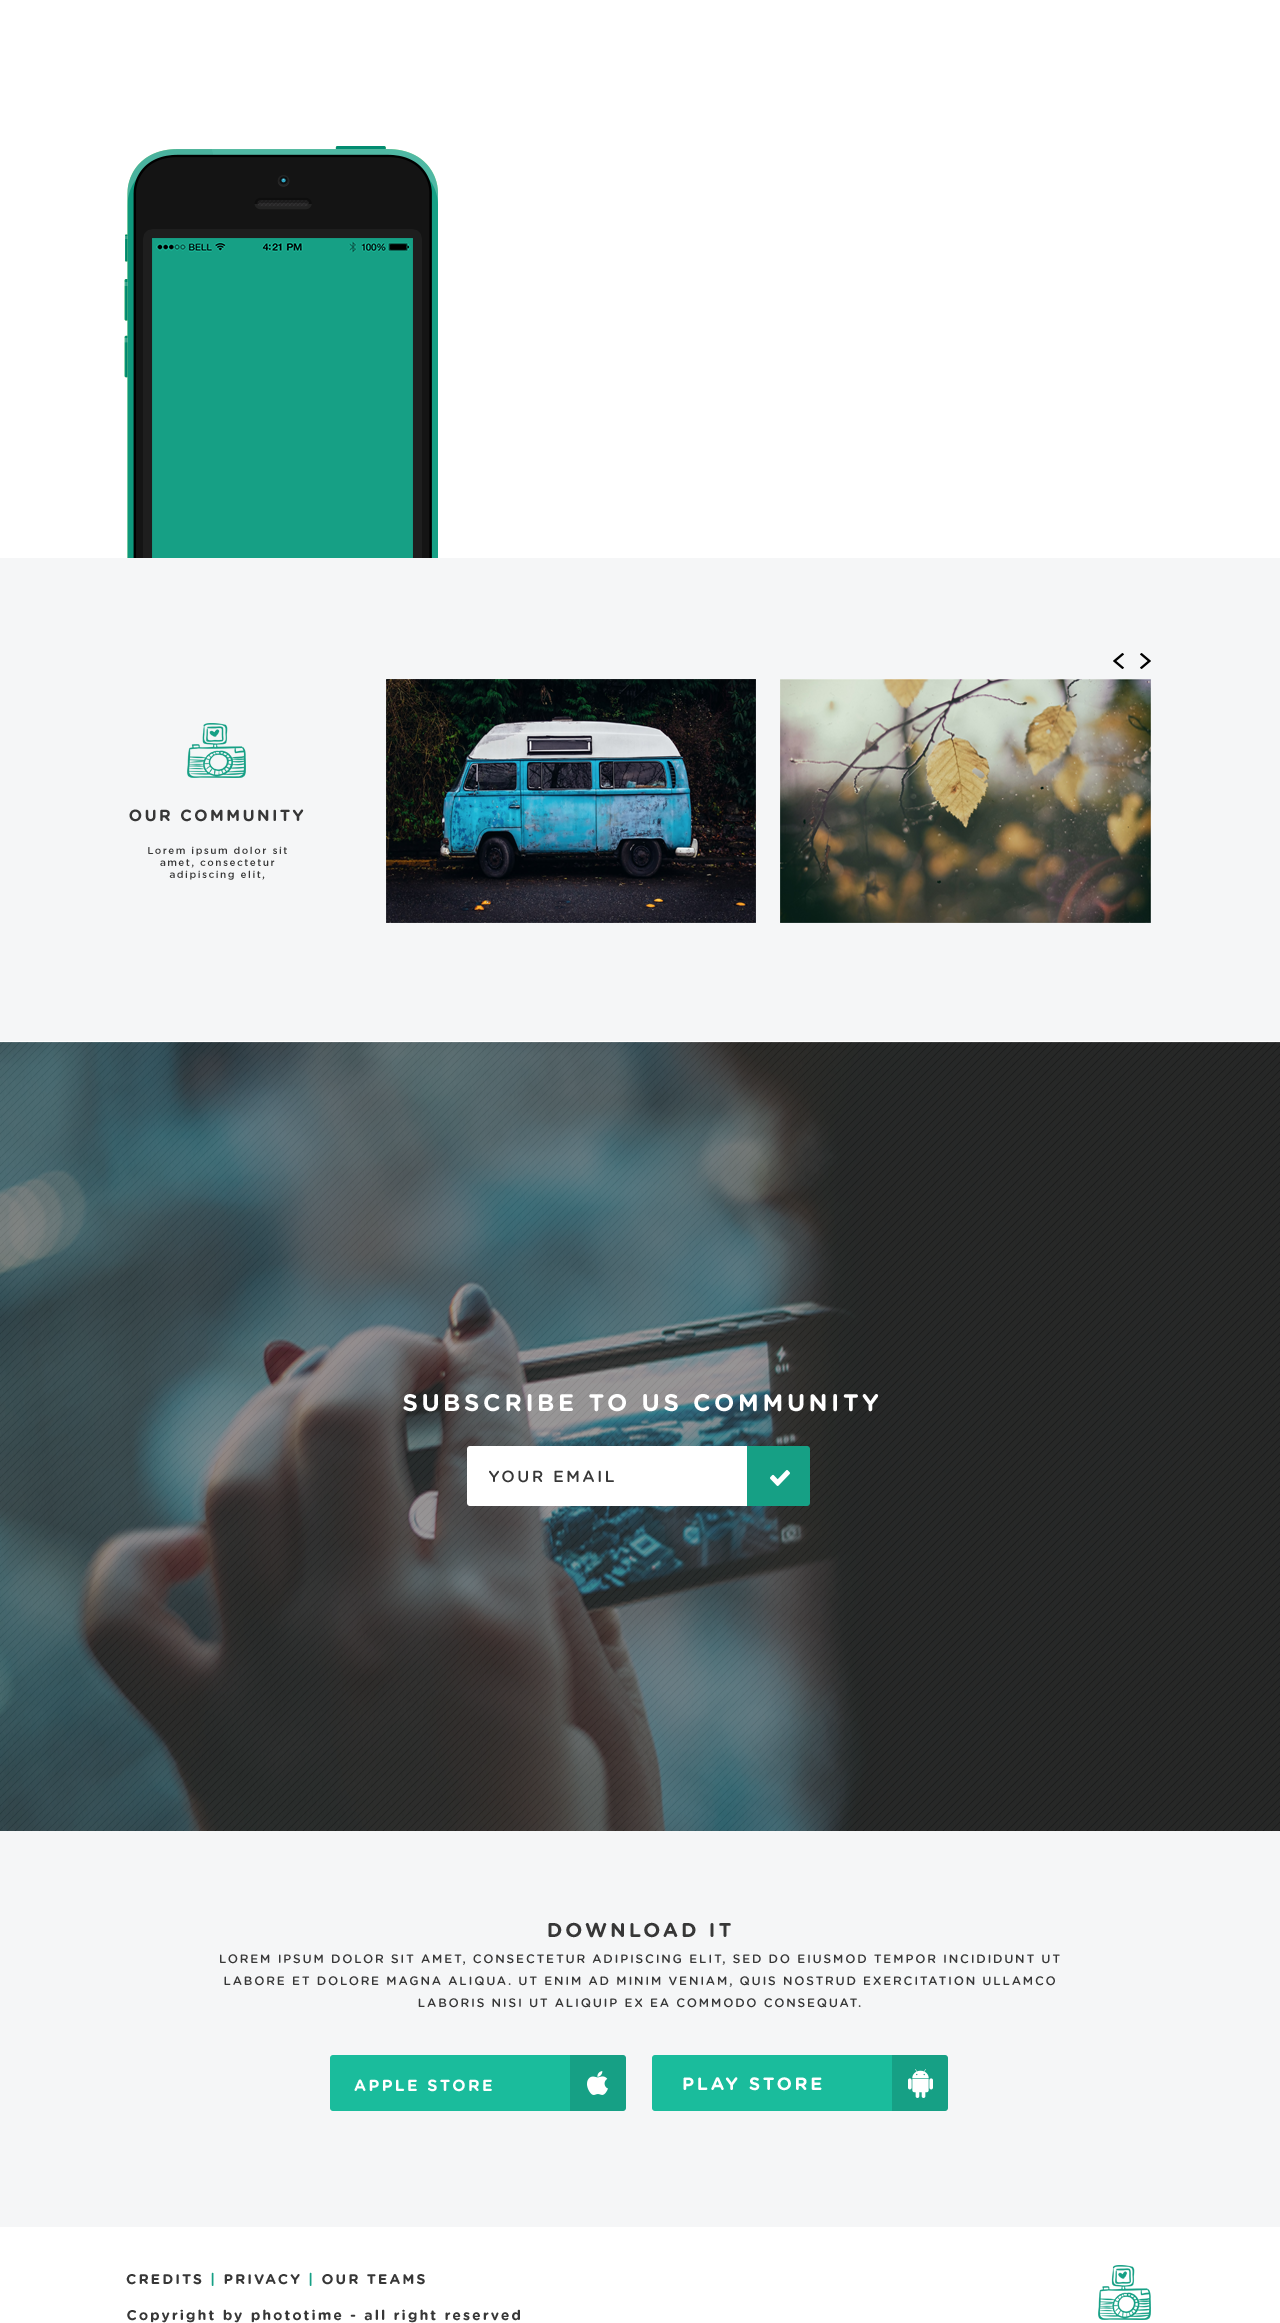 BELL 4:21 PM 100%
OUR COMMUNITY
Lorem ipsum dolor sit
amet, consectetur
adipiscing elit,
SUBSCRIBE TO US COMMUNITY
YOUR EMAIL
DOWNLOAD IT
LOREM IPSUM DOLOR SIT AMET, CONSECTETUR ADIPISCING ELIT, SED DO EIUSMOD TEMPOR INCIDIDUNT UT
LABORE ET DOLORE MAGNA ALIQUA. UT ENIM AD MINIM VENIAM, QUIS NOSTRUD EXERCITATION ULLAMCO
LABORIS NISI UT ALIQUIP EX EA COMMODO CONSEQUAT.
APPLE STORE
PLAY STORE
CREDITS | PRIVACY | OUR TEAMS
Copyright by phototime - all right reserved